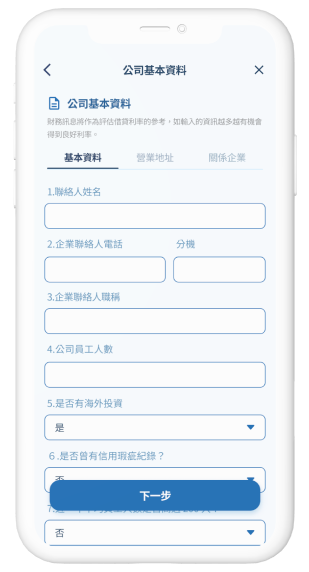 公司基本資料
公司基本資料
財務訊息將作為評估借貸利率的參考，如輸入的資訊越多越有機會
得到良好利率。
基本資料 營業地址 關係企業
1.聯絡人姓名
2.企業聯絡人電話 分機
3.企業聯絡人職稱
4.公司員工人數
5.是否有海外投資
是
6.是否曾有信用瑕疵紀錄？
否
下一步
否